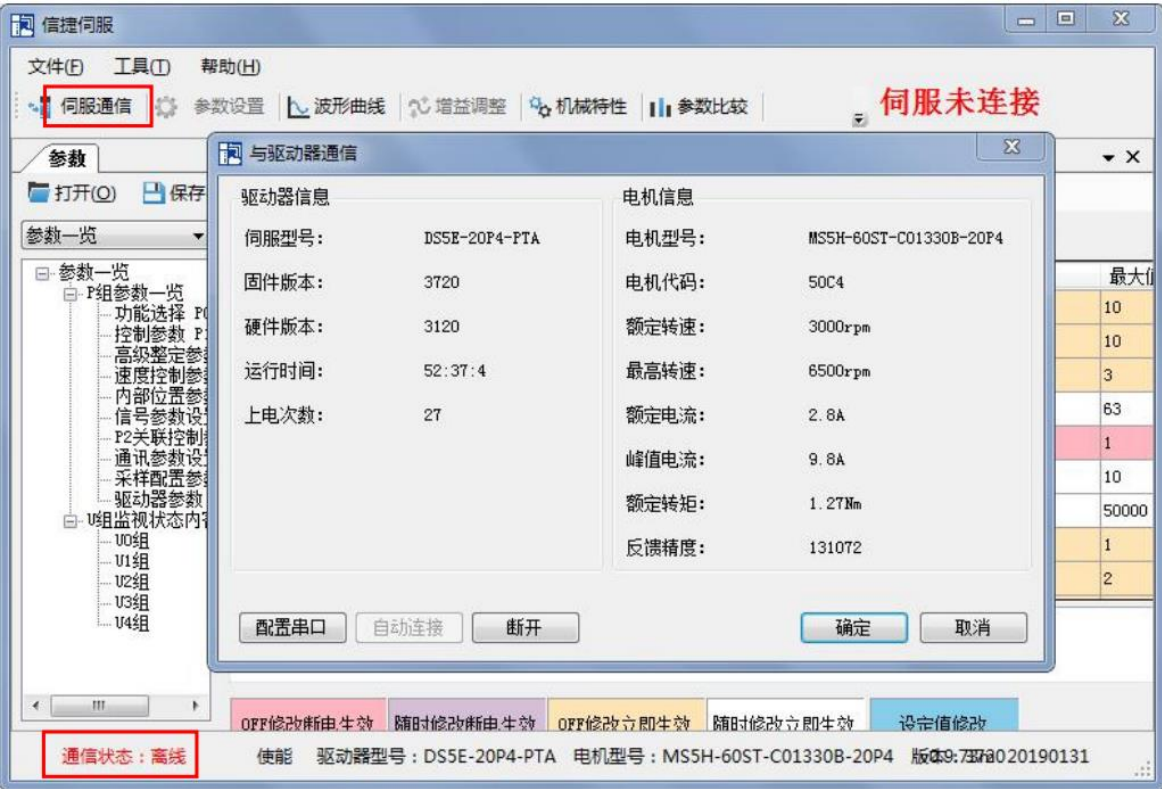 信捷伺服
文件(F) 工具(T) 帮助(H)
伺服通信 参数设置 波形曲线 增益调整 机械特性 参数比较
伺服未连接
参数
打开(O) 保存
参数一览
参数一览
P组参数一览
功能选择 P0
控制参数 P1
高级整定参数
速度控制参
内部位置参
信号参数设
P2关联控制
通讯参数设
采样配置参
驱动器参数
U组监视状态内容
U0组
U1组
U2组
U3组
U4组
与驱动器通信
驱动器信息
伺服型号: DS5E-20P4-PTA
固件版本: 3720
硬件版本: 3120
运行时间: 52:37:4
上电次数: 27
电机信息
电机型号: MS5H-60ST-C01330B-20P4
电机代码: 50C4
额定转速: 3000rpm
最高转速: 6500rpm
额定电流: 2.8A
峰值电流: 9.8A
额定转矩: 1.27Nm
反馈精度: 131072
配置串口 自动连接 断开 确定 取消
最大值
10
10
3
63
1
10
50000
1
2
OFF修改断电生效 随时修改断电生效 OFF修改立即生效 随时修改立即生效 设定值修改
通信状态：离线 使能 驱动器型号：DS5E-20P4-PTA 电机型号：MS5H-60ST-C01330B-20P4 版本